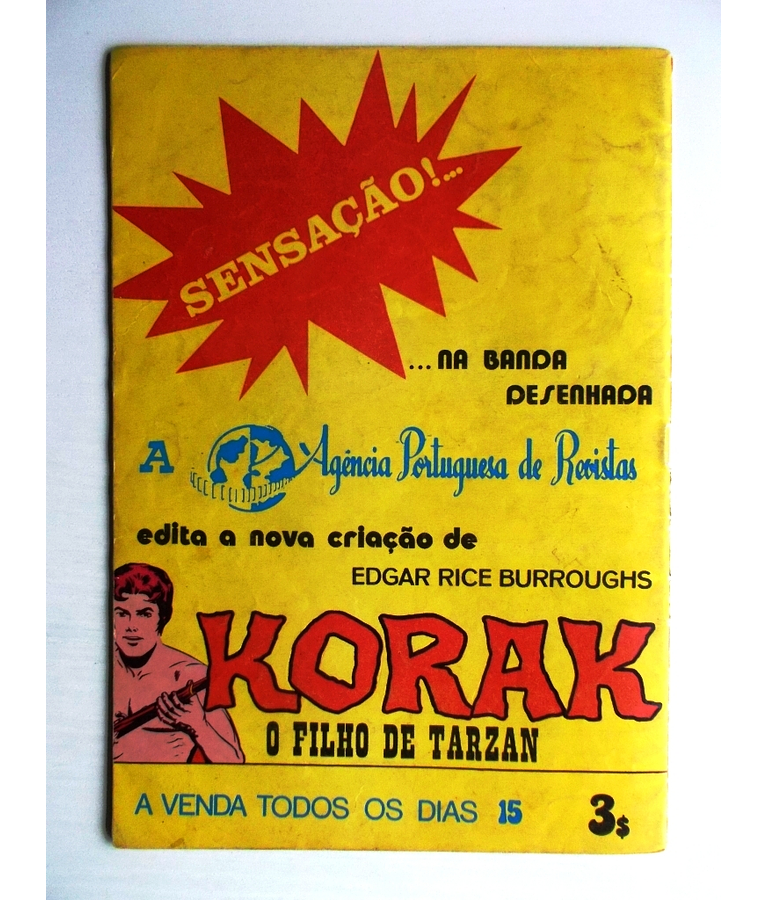 SENSAÇÃO!...
...NA BANDA
DESENHADA
A Agência Portuguesa de Revistas
edita a nova criação de
EDGAR RICE BURROUGHS
KORAK
O FILHO DE TARZAN
A VENDA TODOS OS DIAS 15
3$